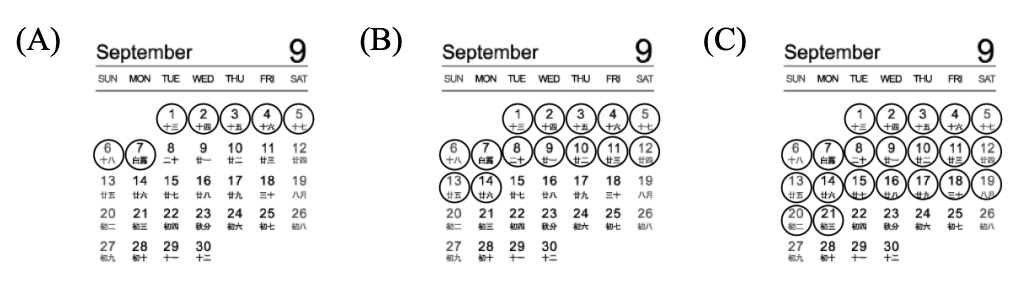 (A)
September 9
SUN MON TUE WED THU FRI SAT
1 2 3 4 5
十三 十四 十五 十六 十七
6 7 8 9 10 11 12
十八 白露 二十 廿一 廿二 廿三 廿四
13 14 15 16 17 18 19
廿五 廿六 廿七 廿八 廿九 三十 八月
20 21 22 23 24 25 26
初二 初三 初四 秋分 初六 初七 初八
27 28 29 30
初九 初十 十一 十二
(B)
September 9
SUN MON TUE WED THU FRI SAT
1 2 3 4 5
十三 十四 十五 十六 十七
6 7 8 9 10 11 12
十八 白露 二十 廿一 廿二 廿三 廿四
13 14 15 16 17 18 19
廿五 廿六 廿七 廿八 廿九 三十 八月
20 21 22 23 24 25 26
初二 初三 初四 秋分 初六 初七 初八
27 28 29 30
初九 初十 十一 十二
(C)
September 9
SUN MON TUE WED THU FRI SAT
1 2 3 4 5
十三 十四 十五 十六 十七
6 7 8 9 10 11 12
十八 白露 二十 廿一 廿二 廿三 廿四
13 14 15 16 17 18 19
廿五 廿六 廿七 廿八 廿九 三十 八月
20 21 22 23 24 25 26
初二 初三 初四 秋分 初六 初七 初八
27 28 29 30
初九 初十 十一 十二